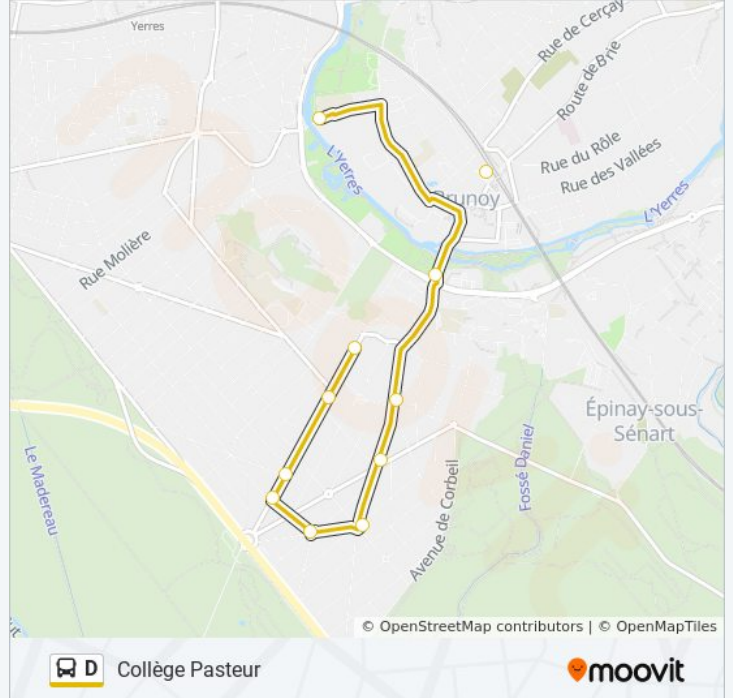 Yerres
Rue de Cerçay
Route de Brie
Rue du Rôle
Rue des Vallées
L'Yerres
Brunoy
L'Yerres
Rue Molière
Épinay-sous-
Sénart
Le Madereau
Fossé Daniel
Avenue de Corbeil
© OpenStreetMap contributors | © OpenMapTiles
D Collège Pasteur
moovit